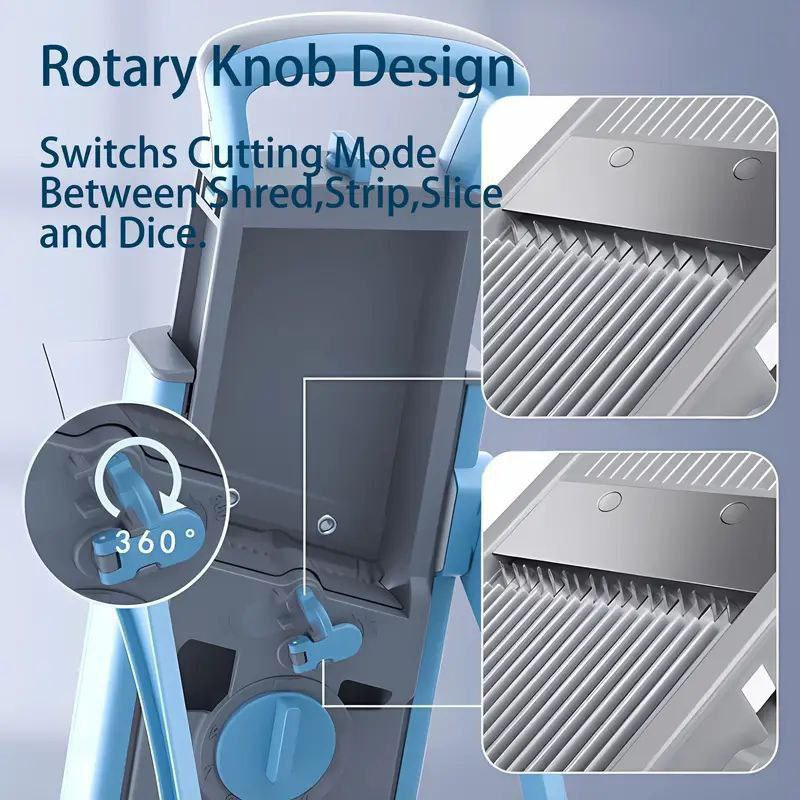 Rotary Knob Design
Switchs Cutting Mode
Between Shred,Strip,Slice
and Dice.
360°